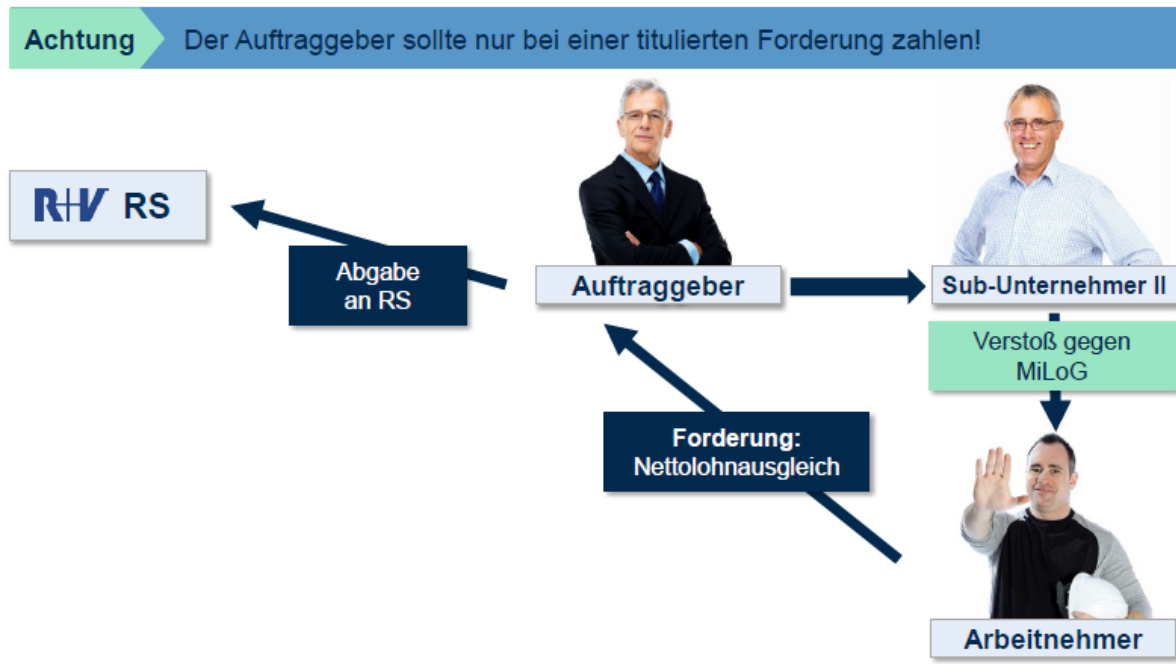 Achtung Der Auftraggeber sollte nur bei einer titulierten Forderung zahlen!
R+V RS
Abgabe
an RS
Auftraggeber
Sub-Unternehmer II
Verstoß gegen
MiLoG
Forderung:
Nettolohnausgleich
Arbeitnehmer